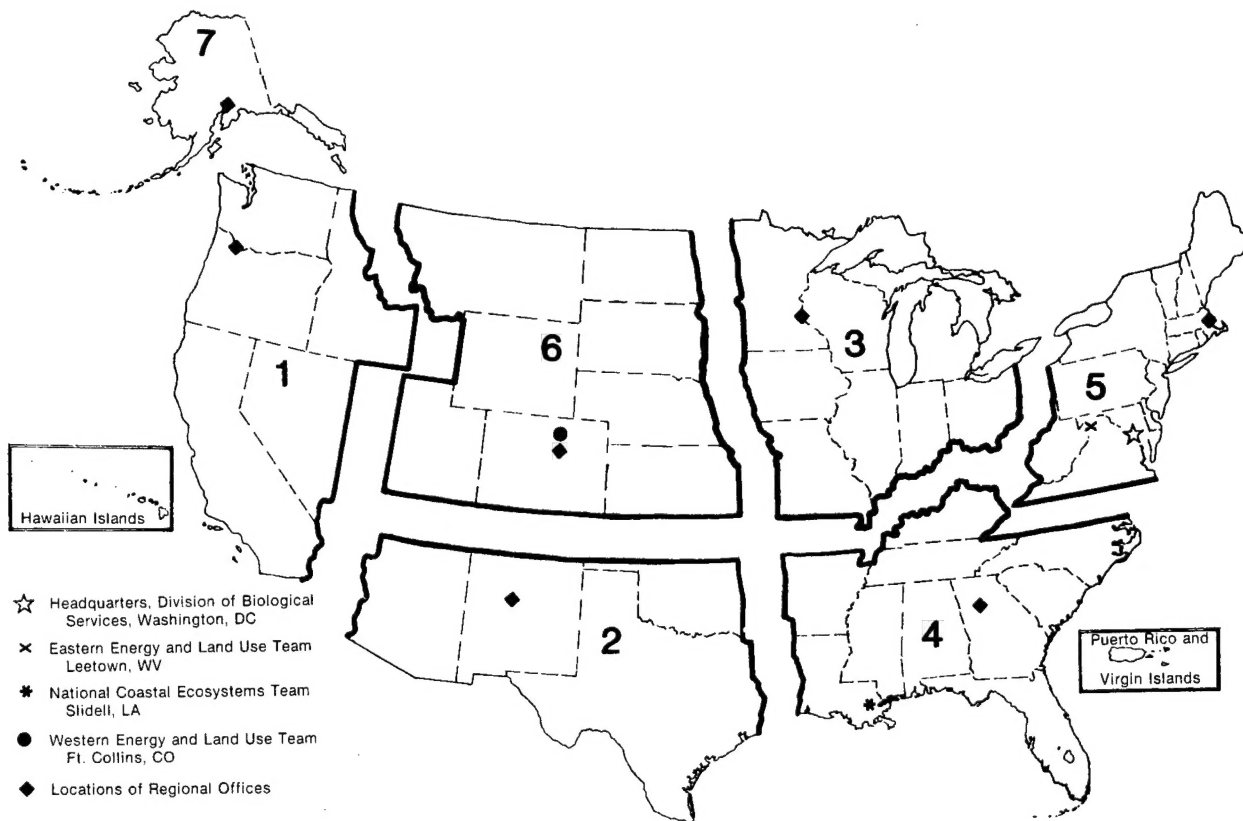 7
6
3
1
5
Hawaiian Islands
Headquarters, Division of Biological
Services, Washington, DC
Eastern Energy and Land Use Team
Leetown, WV
National Coastal Ecosystems Team
Slidell, LA
Western Energy and Land Use Team
Ft. Collins, CO
Locations of Regional Offices
2
4
Puerto Rico and
Virgin Islands